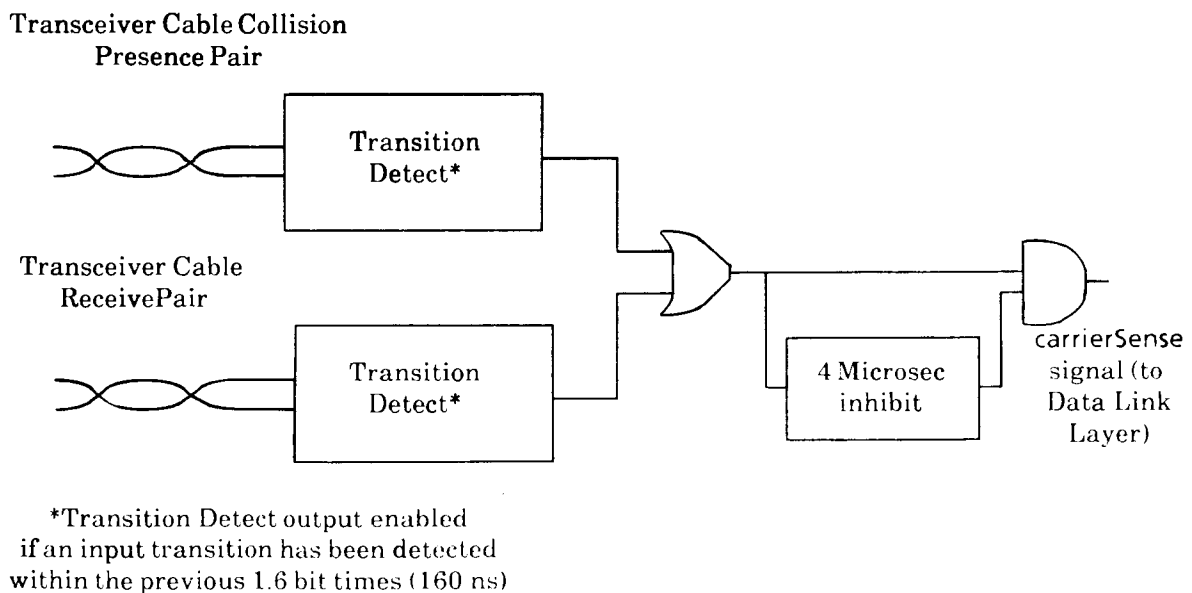 Transceiver Cable Collision
Presence Pair
Transition
Detect*
Transceiver Cable
ReceivePair
Transition
Detect*
4 Microsec
inhibit
carrierSense
signal (to
Data Link
Layer)
*Transition Detect output enabled
if an input transition has been detected
within the previous 1.6 bit times (160 ns)